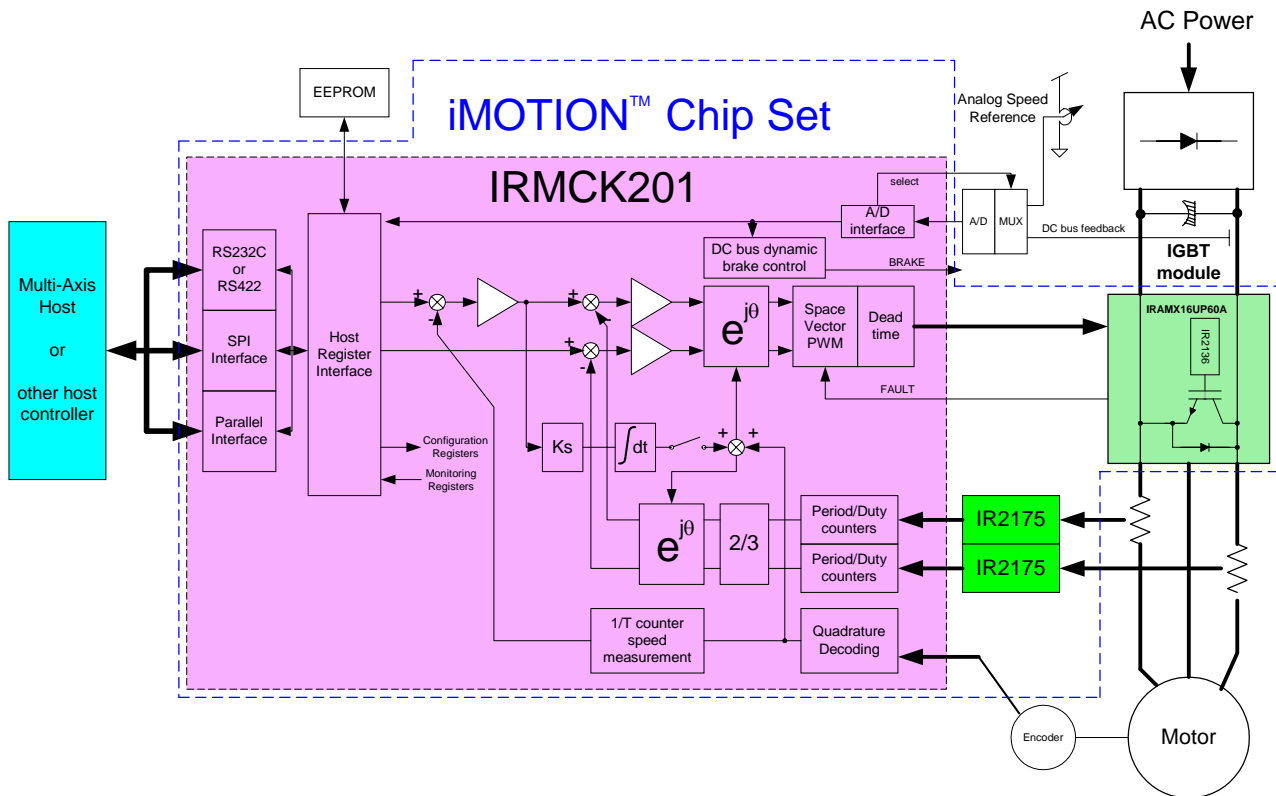 AC Power
EEPROM
iMOTION™ Chip Set
Analog Speed
Reference
IRMCK201
select
A/D
interface
A/D
MUX
DC bus feedback
RS232C
or
RS422
DC bus dynamic
brake control
BRAKE
IGBT
module
Multi-Axis
Host
or
other host
controller
SPI
Interface
Parallel
Interface
Host
Register
Interface
+
-
+
-
+
-
e^jθ
Space
Vector
PWM
Dead
time
IRAMX16UP60A
IR2136
FAULT
Configuration
Registers
Monitoring
Registers
Ks
∫dt
+
+
e^jθ
2/3
Period/Duty
counters
Period/Duty
counters
IR2175
IR2175
1/T counter
speed
measurement
Quadrature
Decoding
Encoder
Motor